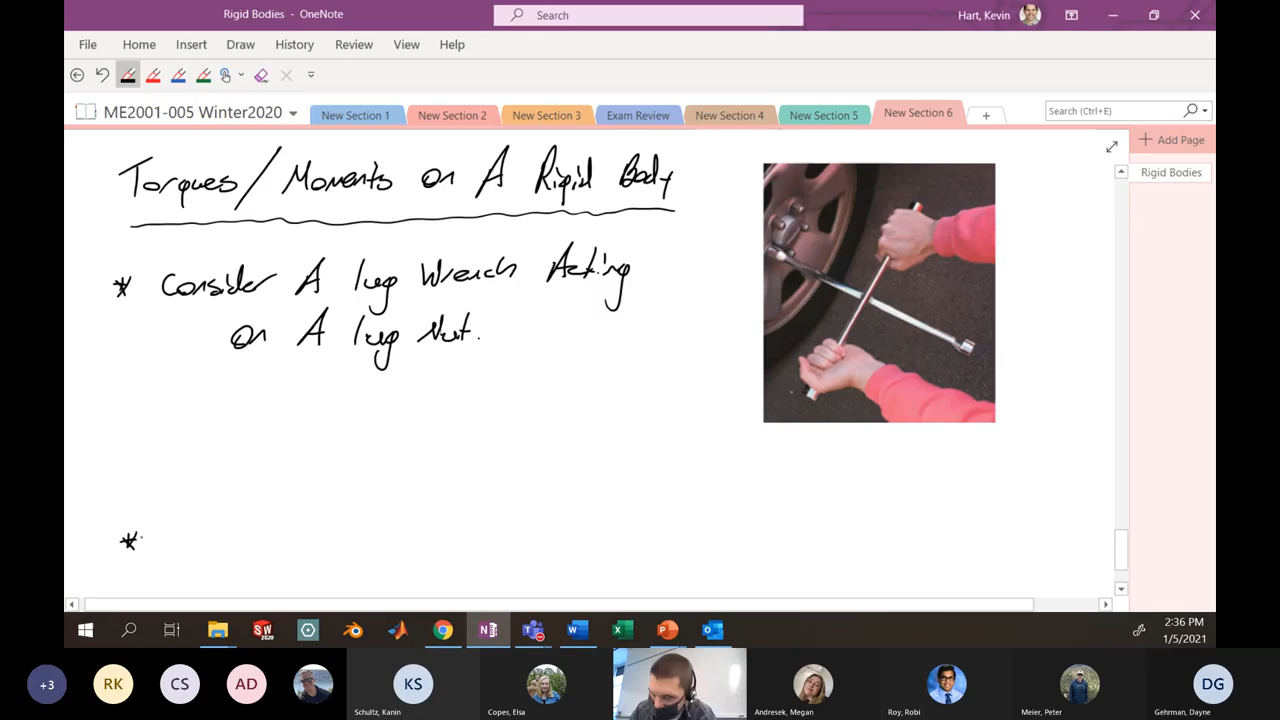 Rigid Bodies - OneNote
Search
Hart, Kevin
File Home Insert Draw History Review View Help
ME2001-005 Winter2020
New Section 1
New Section 2
New Section 3
Exam Review
New Section 4
New Section 5
New Section 6
+
Search (Ctrl+E)
+ Add Page
Rigid Bodies
Torques/Moments on A Rigid Body
* Consider A lug Wrench Acting
on A lug Nut.
*
SW
2020
N
T
W
X
P
O
2:36 PM
1/5/2021
+3
RK
CS
AD
KS
DG
Schultz, Kanin
Copes, Elsa
Andresek, Megan
Roy, Robi
Meier, Peter
Gehrman, Dayne